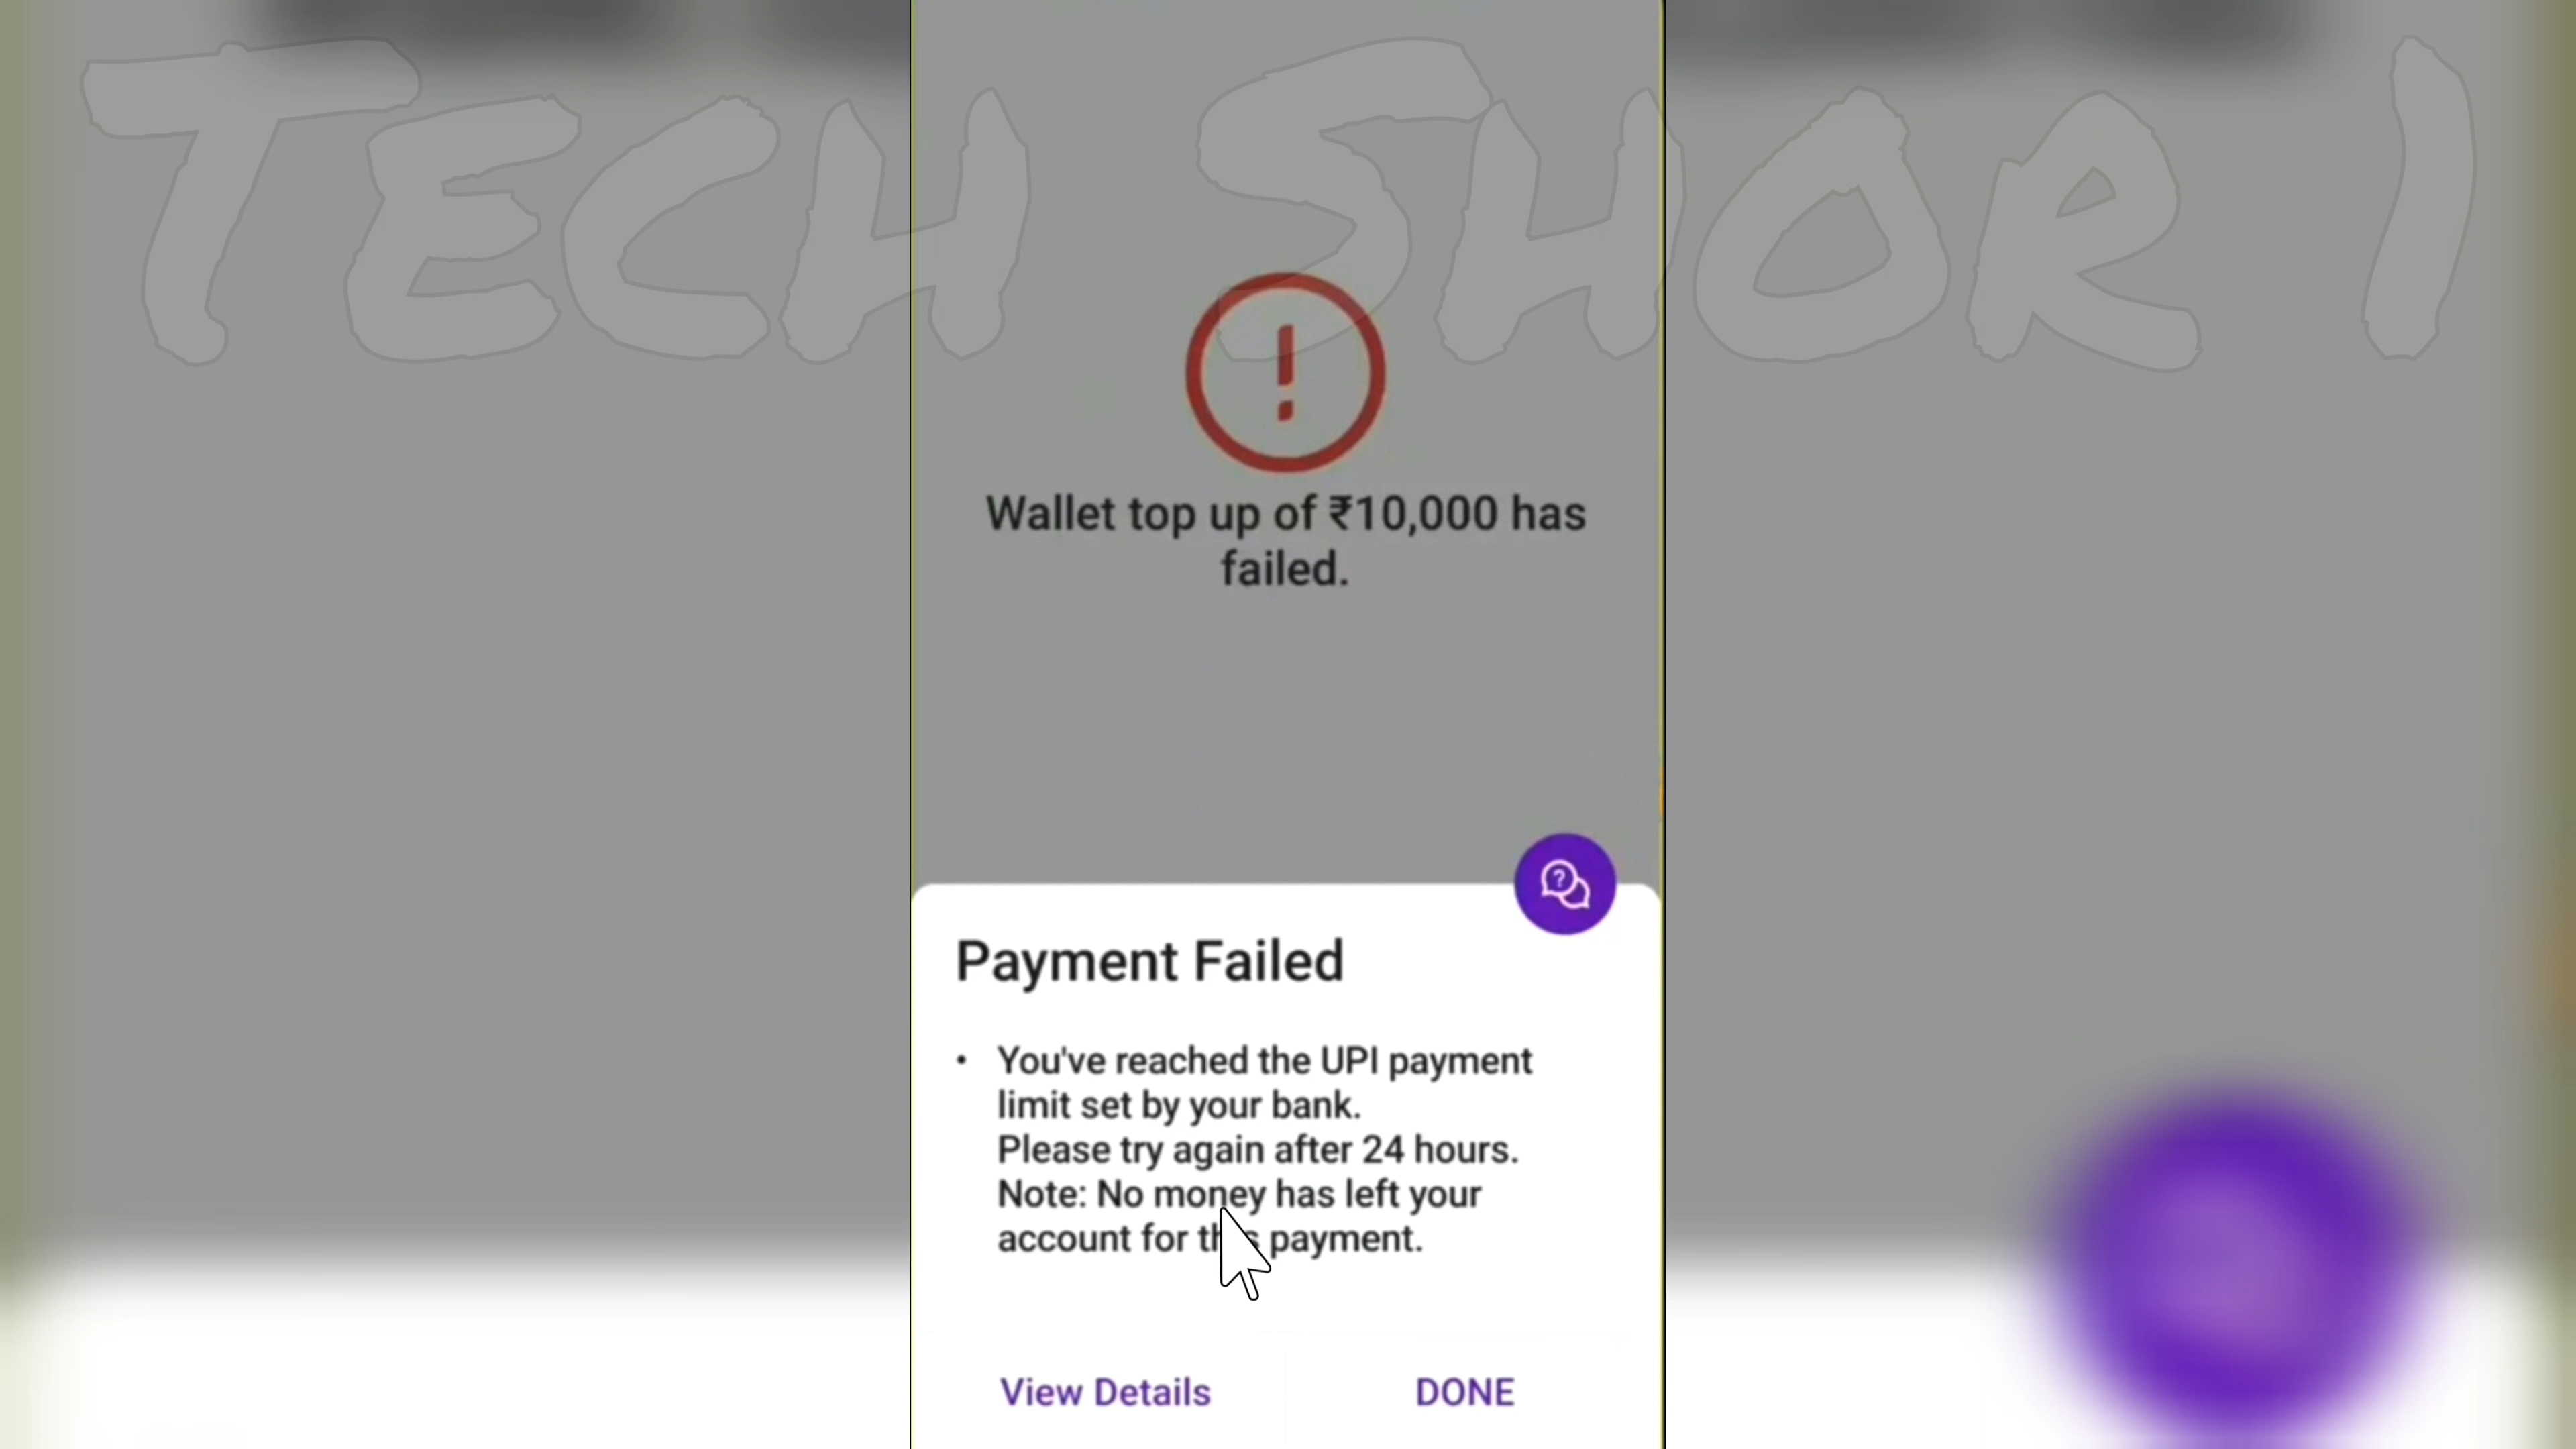 TECH SHOR I
!
Wallet top up of ₹10,000 has
failed.
?
Payment Failed
• You've reached the UPI payment
limit set by your bank.
Please try again after 24 hours.
Note: No money has left your
account for this payment.
View Details
DONE